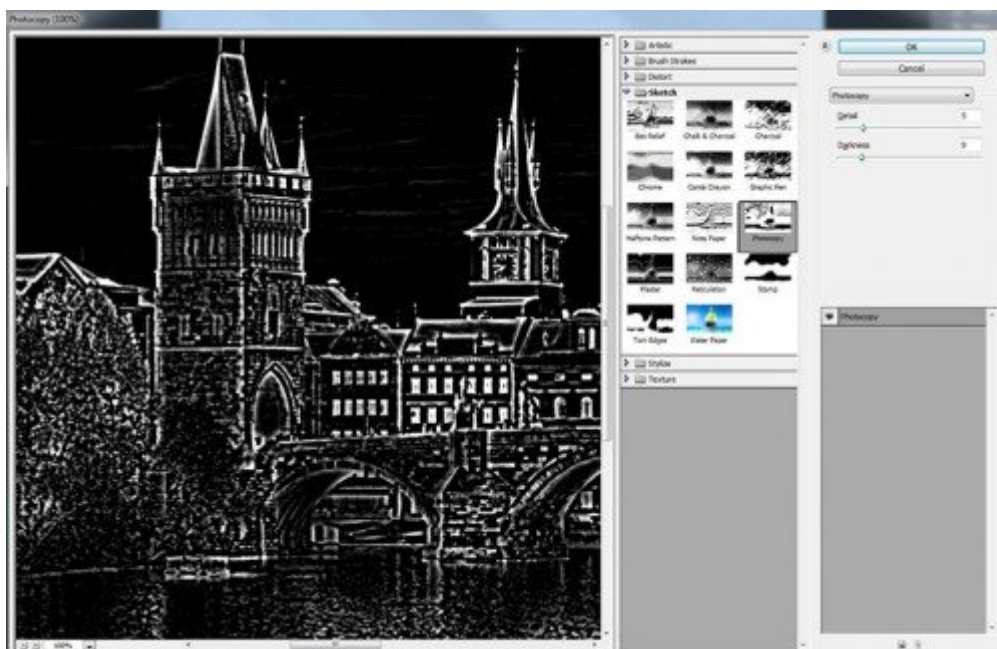 Photocopy (100%)
Artistic
Brush Strokes
Distort
Sketch
Bas Relief
Chalk & Charcoal
Charcoal
Chrome
Conté Crayon
Graphic Pen
Halftone Pattern
Note Paper
Photocopy
Plaster
Reticulation
Stamp
Torn Edges
Water Paper
Stylize
Texture
OK
Cancel
Photocopy
Detail 5
Darkness 9
Photocopy
100%